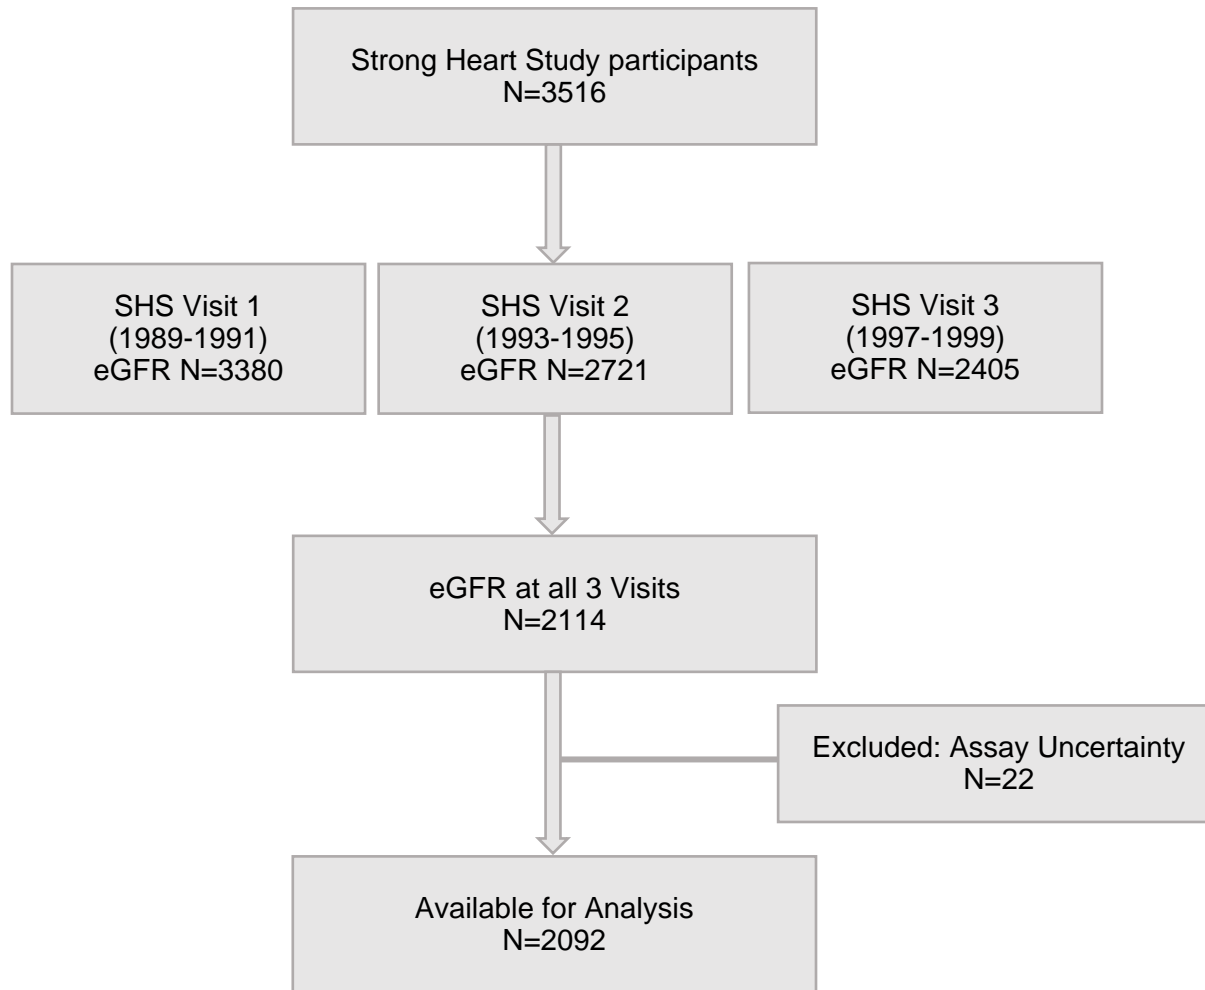 Strong Heart Study participants
N=3516
SHS Visit 1
(1989-1991)
eGFR N=3380
SHS Visit 2
(1993-1995)
eGFR N=2721
SHS Visit 3
(1997-1999)
eGFR N=2405
eGFR at all 3 Visits
N=2114
Excluded: Assay Uncertainty
N=22
Available for Analysis
N=2092